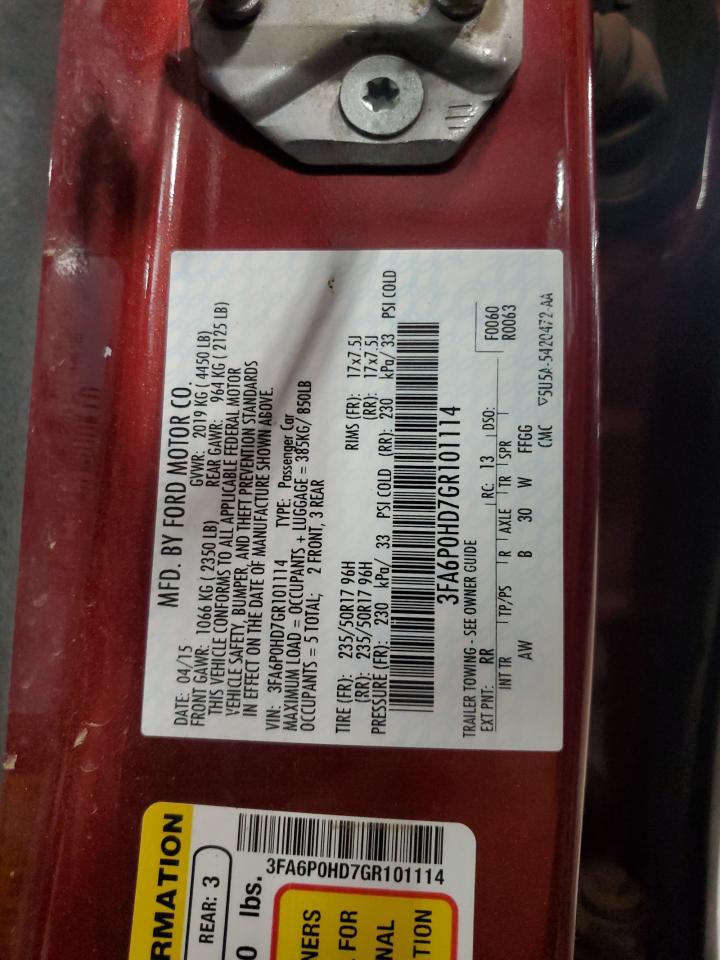 MFD. BY FORD MOTOR CO.
DATE: 04/15 GVWR: 2019 KG ( 4450 LB)
FRONT GAWR: 1066 KG ( 2350 LB) REAR GAWR: 964 KG ( 2125 LB)
THIS VEHICLE CONFORMS TO ALL APPLICABLE FEDERAL MOTOR
VEHICLE SAFETY, BUMPER, AND THEFT PREVENTION STANDARDS
IN EFFECT ON THE DATE OF MANUFACTURE SHOWN ABOVE.
VIN: 3FA6P0HD7GR101114 TYPE: Passenger Car
MAXIMUM LOAD = OCCUPANTS + LUGGAGE = 385KG/ 850LB
OCCUPANTS = 5 TOTAL; 2 FRONT, 3 REAR
TIRE (FR): 235/50R17 96H RIMS (FR): 17x7.5J
(RR): 235/50R17 96H (RR): 17x7.5J
PRESSURE (FR): 230 kPa/ 33 PSI COLD (RR): 230 kPa/ 33 PSI COLD
3FA6P0HD7GR101114
TRAILER TOWING - SEE OWNER GUIDE F0060
EXT PNT: RR RC: 13 DSO: R0063
INT TR TP/PS R AXLE TR SPR
AW B 30 W FFGG
CMC ▽5U5A-5420472-AA
RMATION
REAR: 3
3FA6P0HD7GR101114
0 lbs.
NERS
FOR
NAL
TION